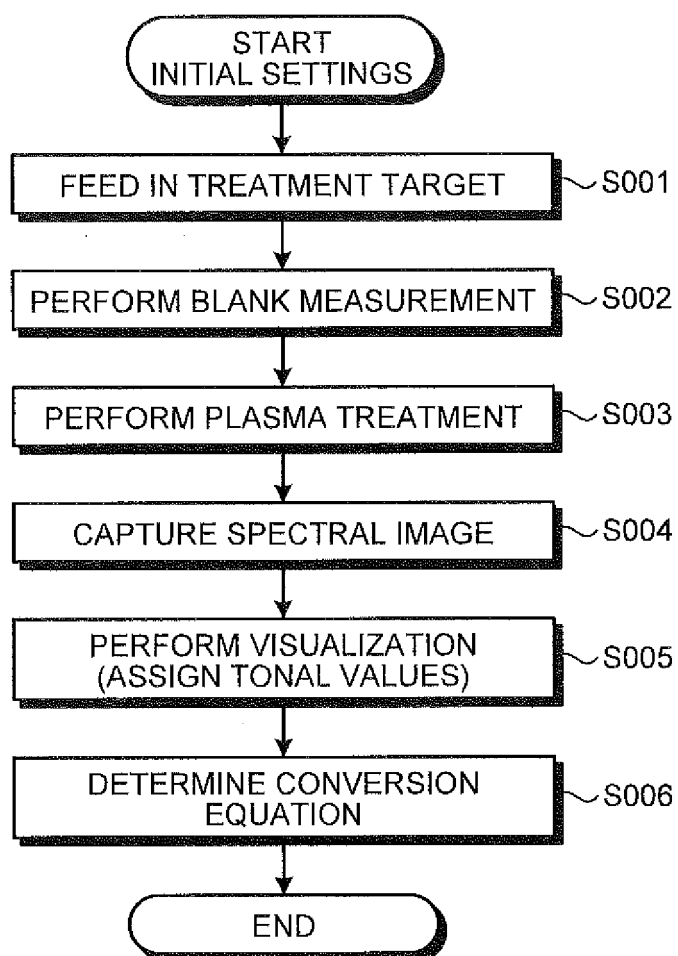 START
INITIAL SETTINGS
FEED IN TREATMENT TARGET
S001
PERFORM BLANK MEASUREMENT
S002
PERFORM PLASMA TREATMENT
S003
CAPTURE SPECTRAL IMAGE
S004
PERFORM VISUALIZATION
(ASSIGN TONAL VALUES)
S005
DETERMINE CONVERSION
EQUATION
S006
END